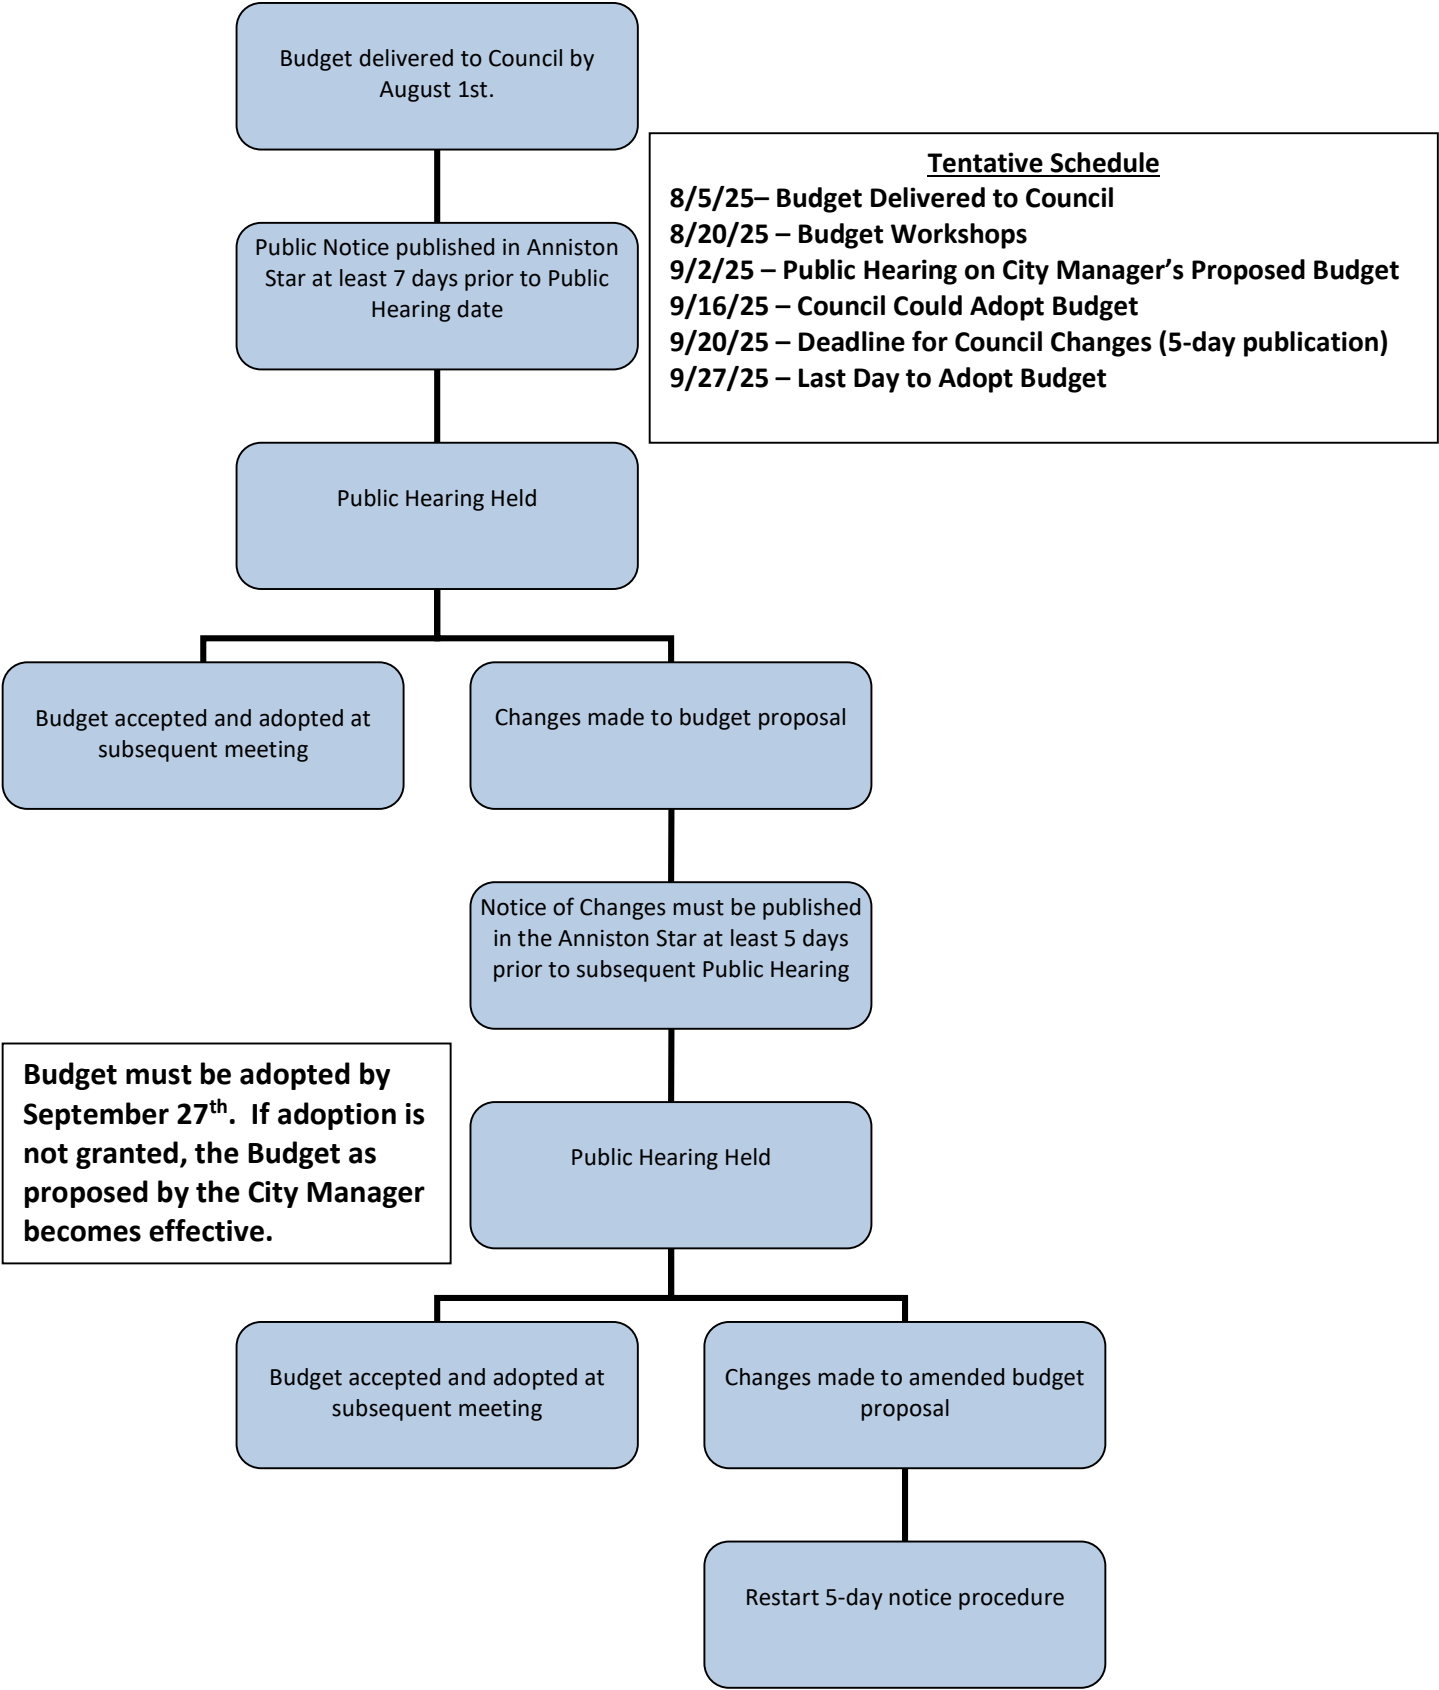 Budget delivered to Council by
August 1st.
Tentative Schedule
8/5/25– Budget Delivered to Council
8/20/25 – Budget Workshops
9/2/25 – Public Hearing on City Manager’s Proposed Budget
9/16/25 – Council Could Adopt Budget
9/20/25 – Deadline for Council Changes (5-day publication)
9/27/25 – Last Day to Adopt Budget
Public Notice published in Anniston
Star at least 7 days prior to Public
Hearing date
Public Hearing Held
Budget accepted and adopted at
subsequent meeting
Changes made to budget proposal
Notice of Changes must be published
in the Anniston Star at least 5 days
prior to subsequent Public Hearing
Budget must be adopted by
September 27th. If adoption is
not granted, the Budget as
proposed by the City Manager
becomes effective.
Public Hearing Held
Budget accepted and adopted at
subsequent meeting
Changes made to amended budget
proposal
Restart 5-day notice procedure